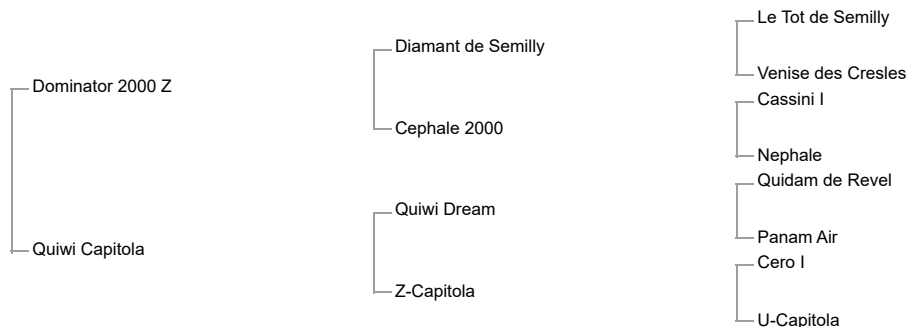 Le Tot de Semilly
Diamant de Semilly
Venise des Cresles
Dominator 2000 Z
Cassini I
Cephale 2000
Nephale
Quidam de Revel
Quiwi Dream
Panam Air
Quiwi Capitola
Cero I
Z-Capitola
U-Capitola